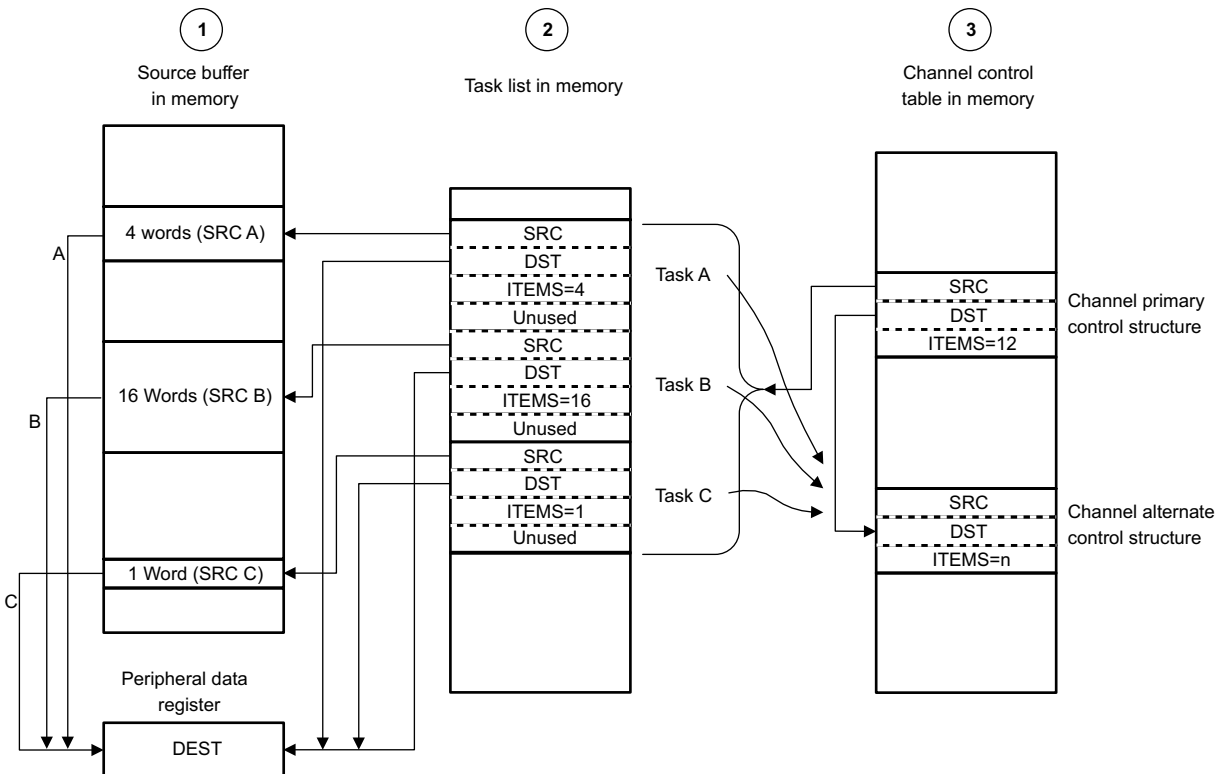 1
Source buffer
in memory
2
Task list in memory
3
Channel control
table in memory
4 words (SRC A)
16 Words (SRC B)
1 Word (SRC C)
A
B
C
Peripheral data
register
DEST
SRC
DST
ITEMS=4
Unused
SRC
DST
ITEMS=16
Unused
SRC
DST
ITEMS=1
Unused
Task A
Task B
Task C
SRC
DST
ITEMS=12
Channel primary
control structure
SRC
DST
ITEMS=n
Channel alternate
control structure